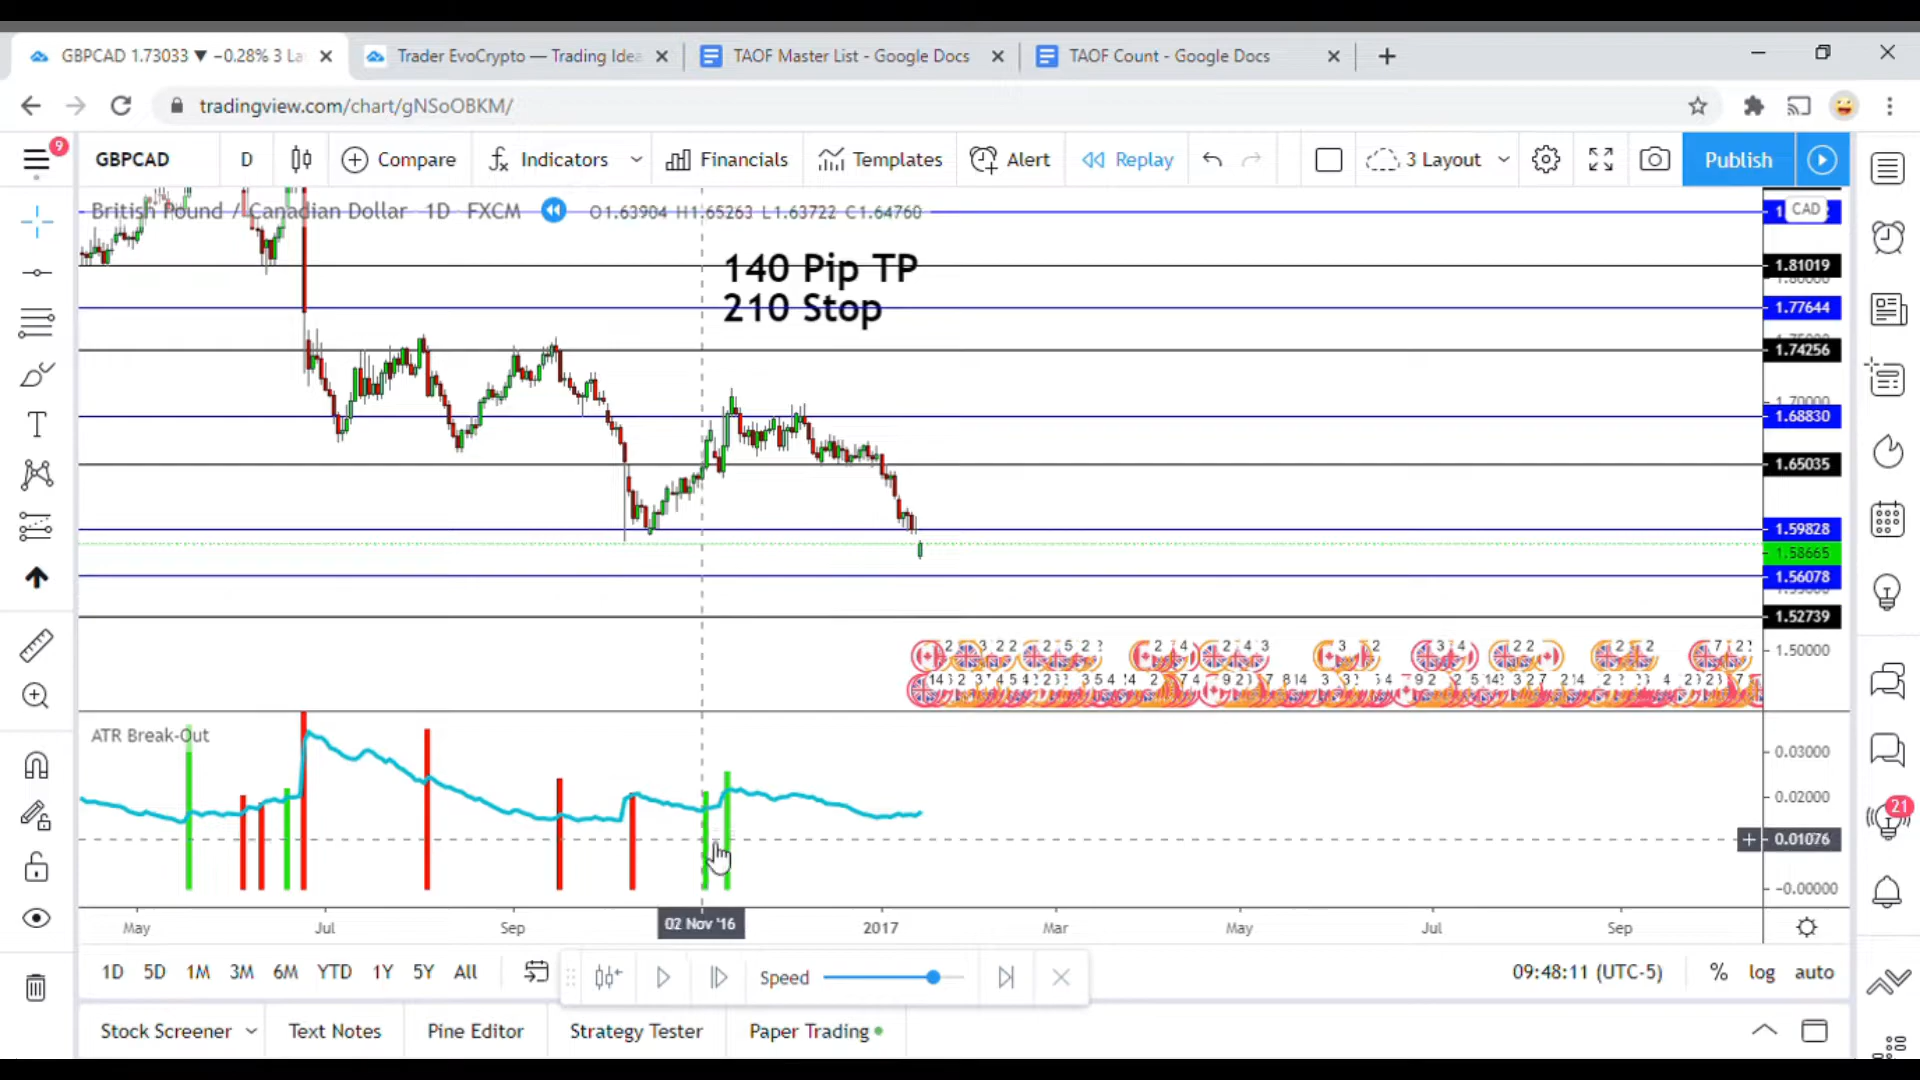 GBPCAD 1.73033 ▼ −0.28% 3 La
Trader EvoCrypto — Trading Idea
TAOF Master List - Google Docs
TAOF Count - Google Docs
tradingview.com/chart/gNSoOBKM/
9
GBPCAD
D
Compare
Indicators
Financials
Templates
Alert
Replay
3 Layout
Publish
British Pound / Canadian Dollar 1D FXCM
O1.63904 H1.65263 L1.63722 C1.64760
CAD
140 Pip TP
210 Stop
1.81019
1.77644
1.74256
1.70000
1.68830
1.65035
1.59828
1.58665
1.56078
1.52739
1.50000
ATR Break-Out
0.03000
0.02000
0.01076
-0.00000
21
May
Jul
Sep
02 Nov '16
2017
Mar
May
Jul
Sep
1D 5D 1M 3M 6M YTD 1Y 5Y All
Speed
09:48:11 (UTC-5)
% log auto
Stock Screener
Text Notes
Pine Editor
Strategy Tester
Paper Trading